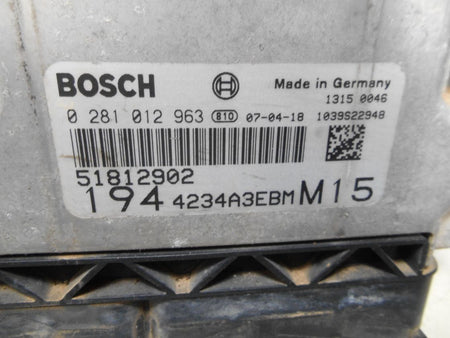 BOSCH Made in Germany
1315 0046
0 281 012 963 810 07-04-18 1039S22948
51812902
194 4234A3EBM M15